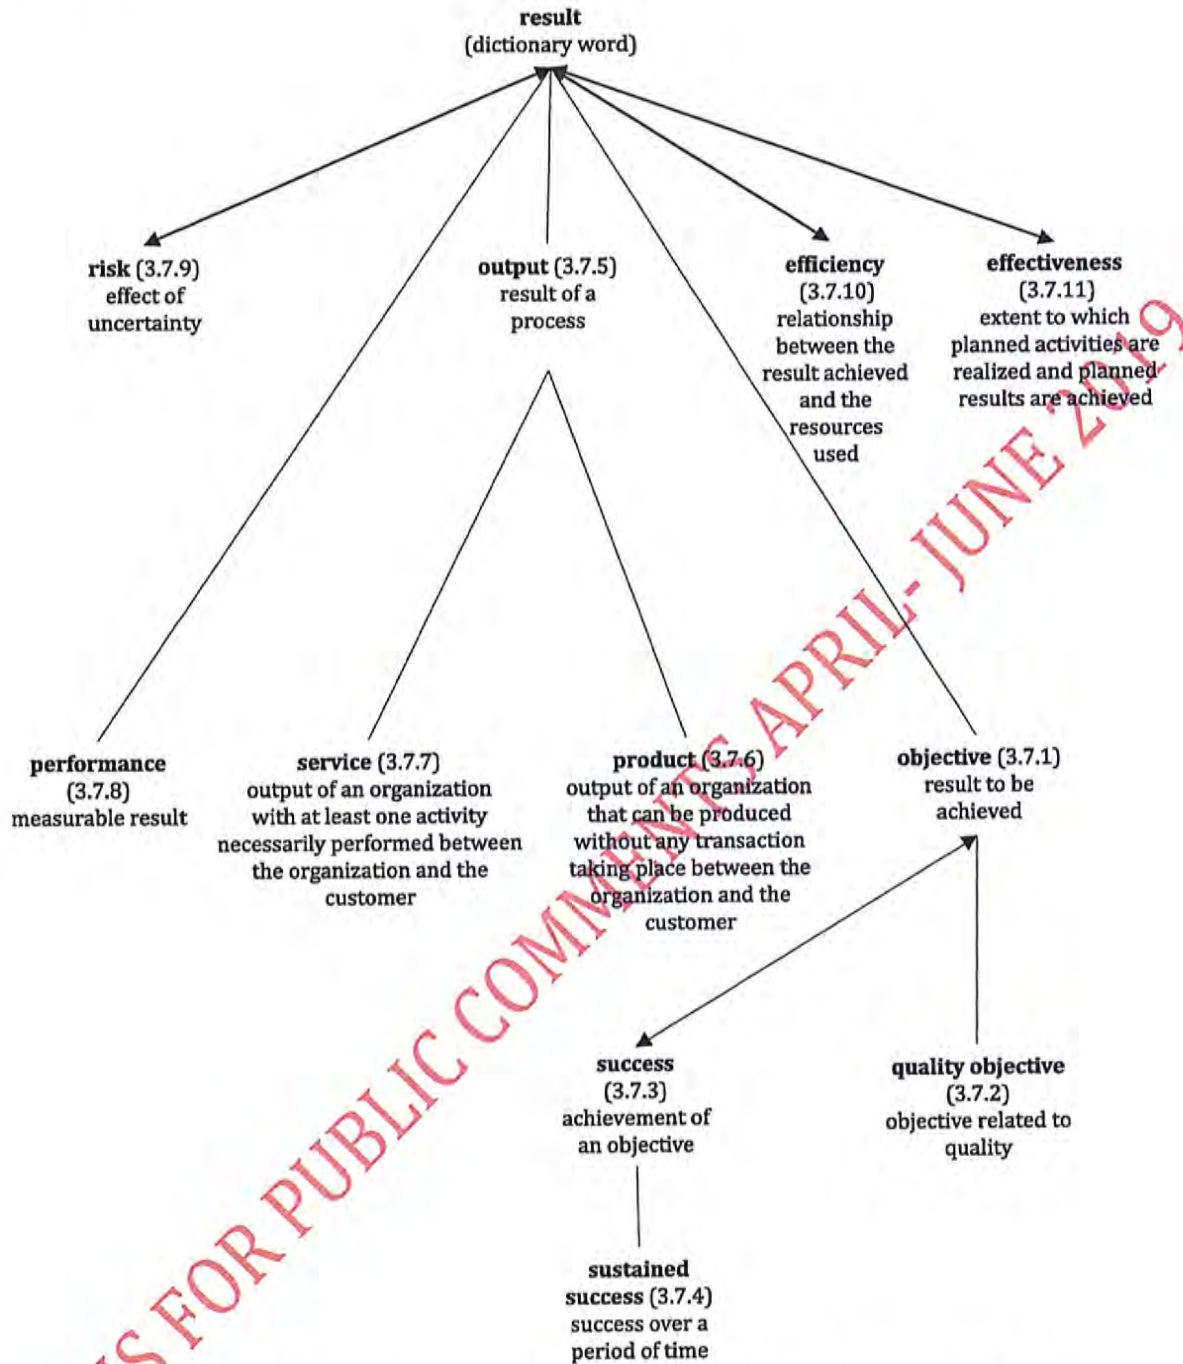 result
(dictionary word)
risk (3.7.9)
effect of
uncertainty
output (3.7.5)
result of a
process
efficiency
(3.7.10)
relationship
between the
result achieved
and the
resources
used
effectiveness
(3.7.11)
extent to which
planned activities are
realized and planned
results are achieved
performance
(3.7.8)
measurable result
service (3.7.7)
output of an organization
with at least one activity
necessarily performed between
the organization and the
customer
product (3.7.6)
output of an organization
that can be produced
without any transaction
taking place between the
organization and the
customer
objective (3.7.1)
result to be
achieved
success
(3.7.3)
achievement of
an objective
quality objective
(3.7.2)
objective related to
quality
sustained
success (3.7.4)
success over a
period of time
FOR PUBLIC COMMENTS APRIL- JUNE 2019